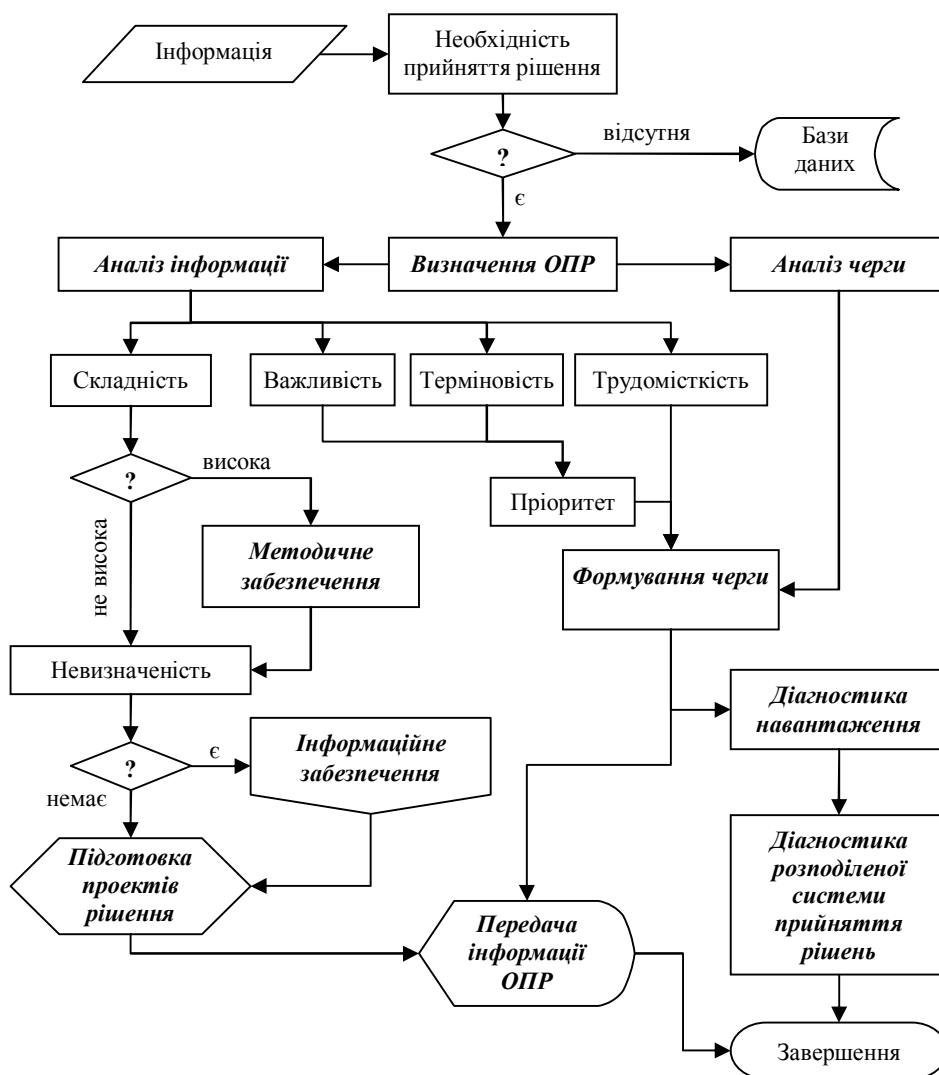 Інформація
Необхідність
прийняття рішення
?
відсутня
Бази
даних
є
Аналіз інформації
Визначення ОПР
Аналіз черги
Складність
Важливість
Терміновість
Трудомісткість
?
висока
Пріоритет
не висока
Методичне
забезпечення
Формування черги
Невизначеність
?
є
немає
Інформаційне
забезпечення
Діагностика
навантаження
Підготовка
проектів
рішення
Діагностика
розподіленої
системи
прийняття
рішень
Передача
інформації
ОПР
Завершення